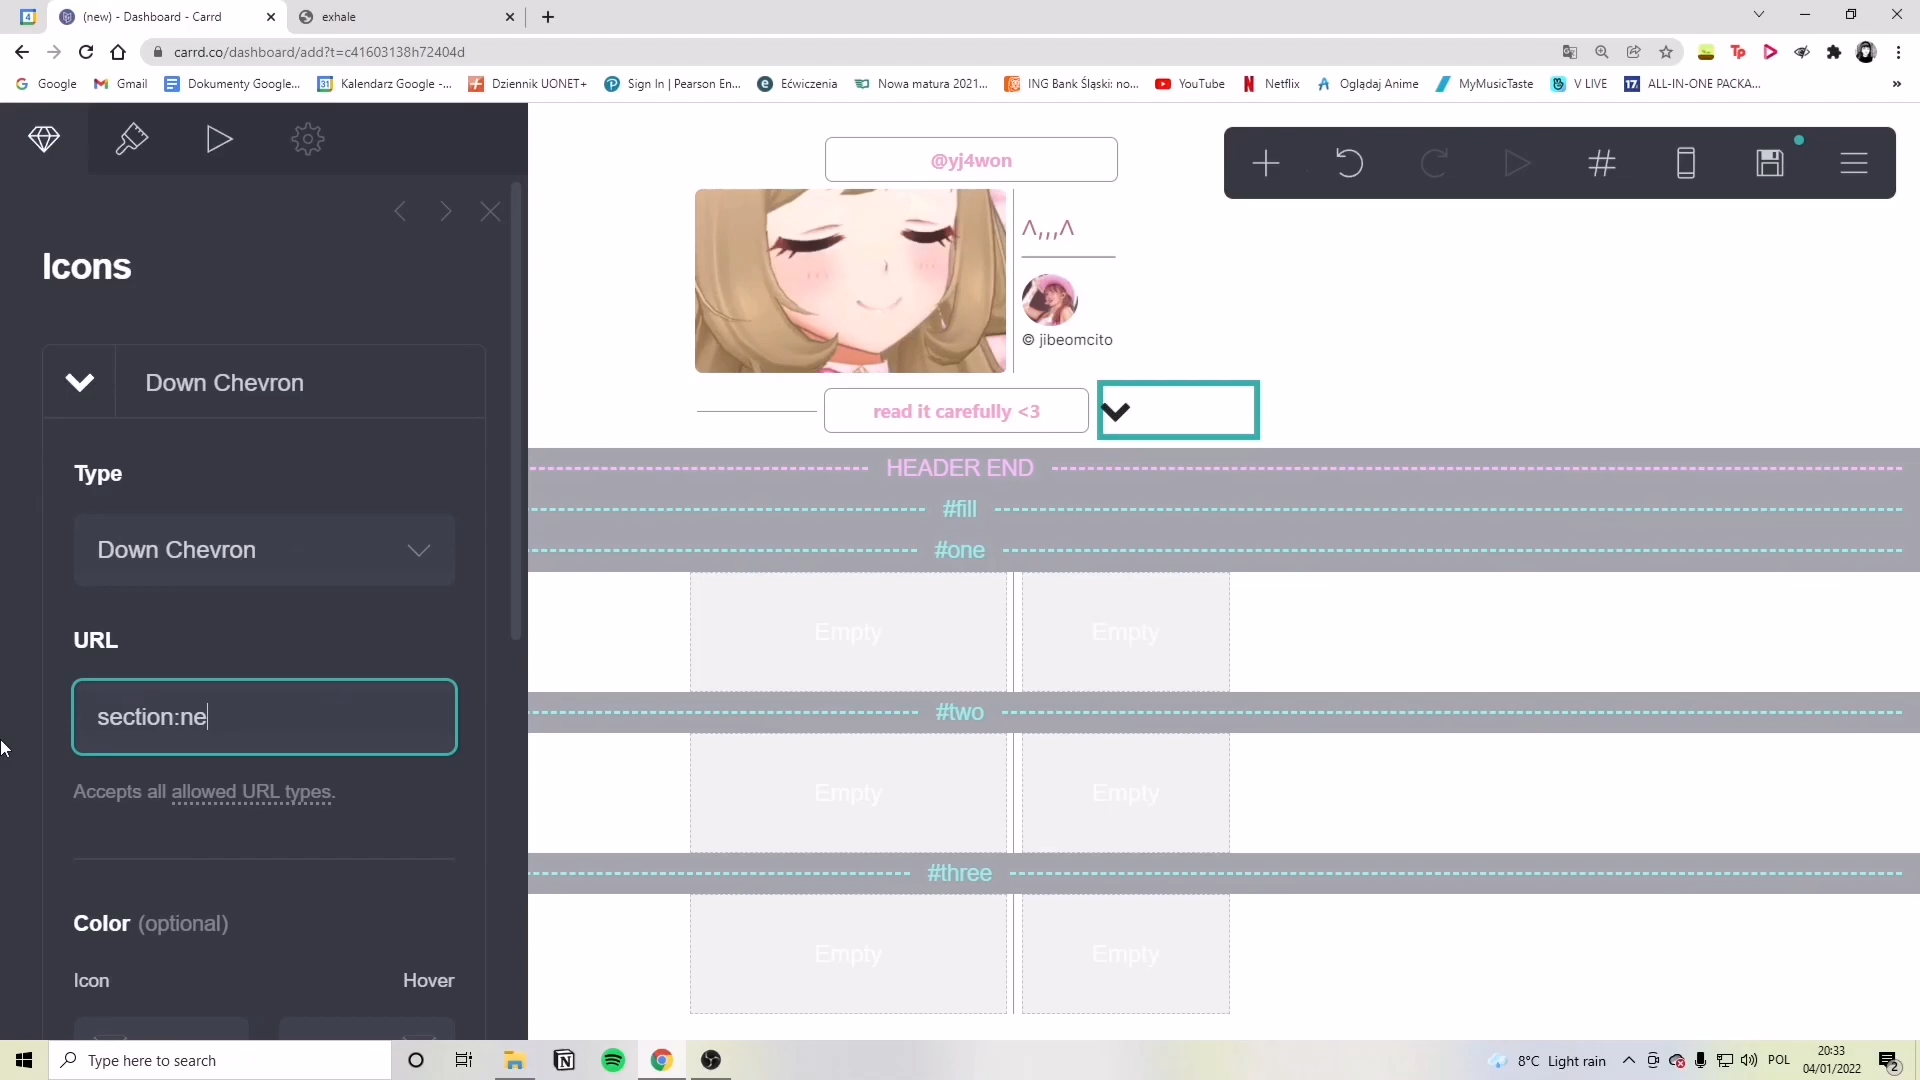 (new) - Dashboard - Carrd
exhale
carrd.co/dashboard/add?t=c41603138h72404d
Google
Gmail
Dokumenty Google...
Kalendarz Google -...
Dziennik UONET+
Sign In | Pearson En...
Ećwiczenia
Nowa matura 2021...
ING Bank Śląski: no...
YouTube
Netflix
Oglądaj Anime
MyMusicTaste
V LIVE
17
ALL-IN-ONE PACKA...
»
Icons
Down Chevron
Type
Down Chevron
URL
section:ne
Accepts all allowed URL types.
Color (optional)
Icon
Hover
@yj4won
^,,,^
© jibeomcito
read it carefully <3
HEADER END
#fill
#one
Empty
Empty
#two
Empty
Empty
#three
Empty
Empty
Type here to search
8°C Light rain
POL
20:33
04/01/2022
2